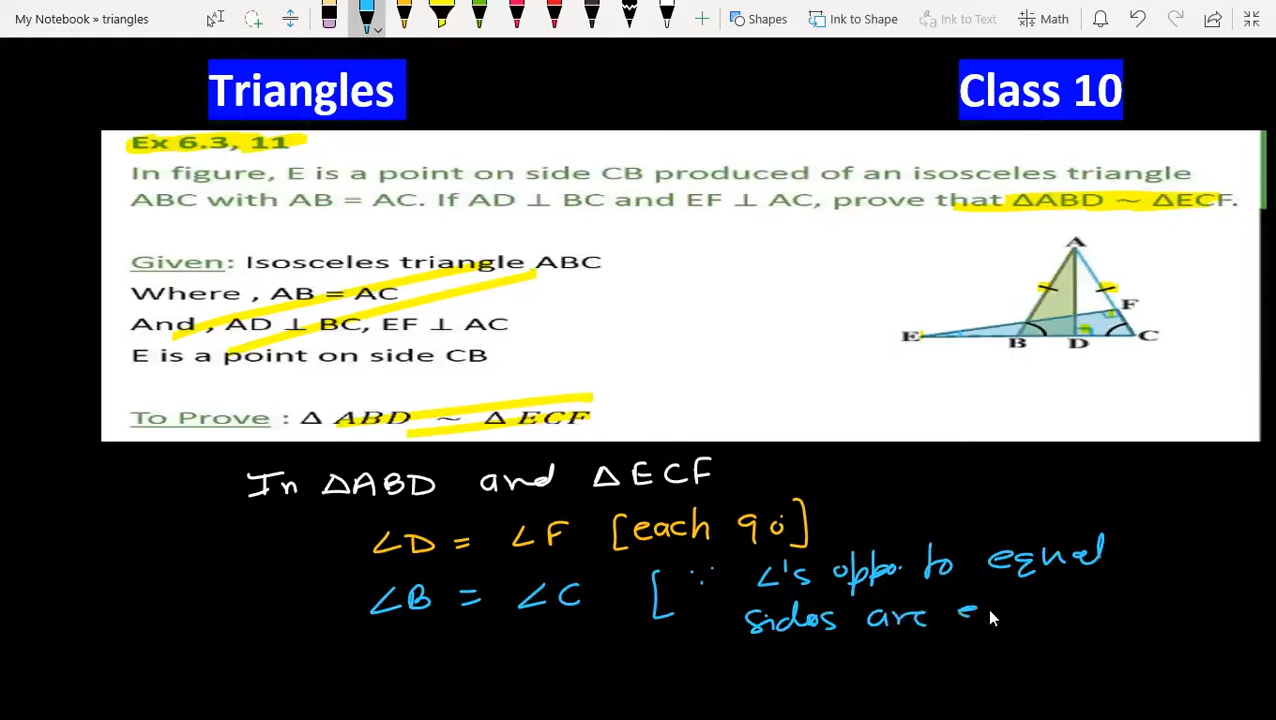 My Notebook » triangles
Shapes
Ink to Shape
Ink to Text
Math
Triangles
Class 10
Ex 6.3, 11
In figure, E is a point on side CB produced of an isosceles triangle
ABC with AB = AC. If AD ⊥ BC and EF ⊥ AC, prove that ΔABD ~ ΔECF.
Given: Isosceles triangle ABC
Where , AB = AC
And , AD ⊥ BC, EF ⊥ AC
E is a point on side CB
To Prove : Δ ABD ~ Δ ECF
A
F
E
B
D
C
In ΔABD and ΔECF
∠D = ∠F [each 90°]
∠B = ∠C [∵ ∠'s oppo. to equal
sides are e